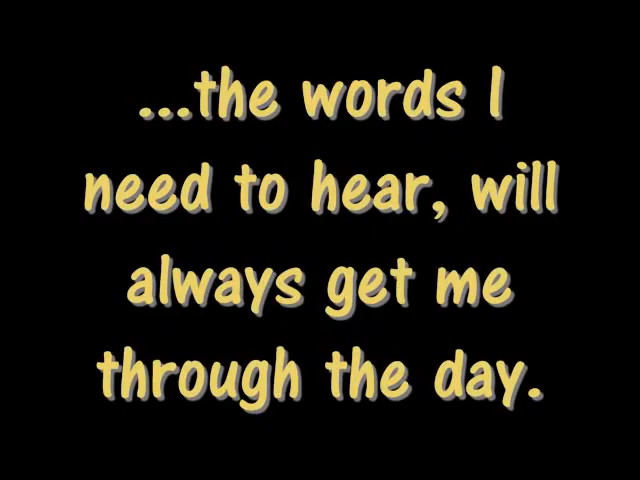 ...the words I
need to hear, will
always get me
through the day.